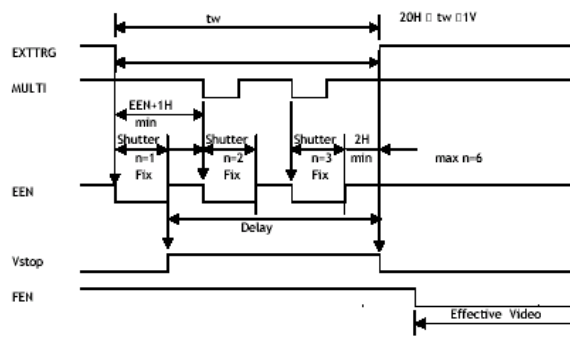 tw
20H ▯ tw ▯1V
EXTTRG
MULTI
EEN+1H
min
Shutter
n=1
Fix
Shutter
n=2
Fix
Shutter
n=3
Fix
2H
min
max n=6
EEN
Delay
Vstop
FEN
Effective Video